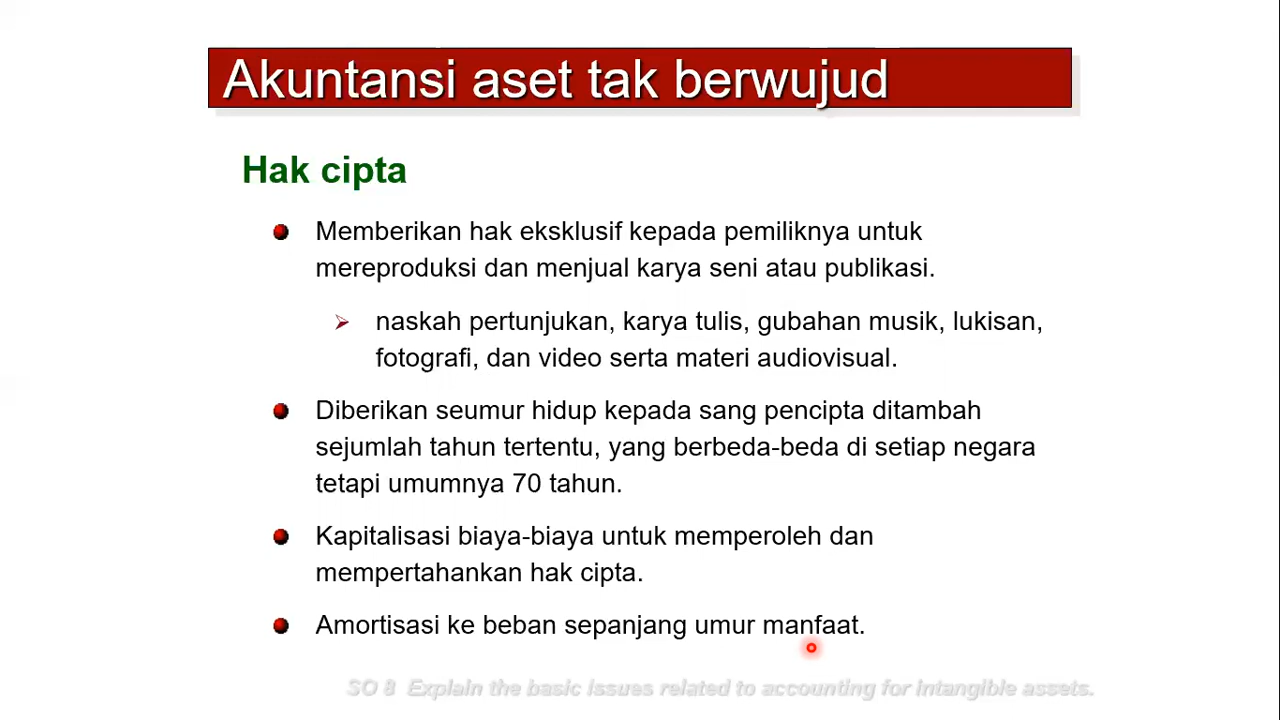 Akuntansi aset tak berwujud
Hak cipta
Memberikan hak eksklusif kepada pemiliknya untuk
mereproduksi dan menjual karya seni atau publikasi.
naskah pertunjukan, karya tulis, gubahan musik, lukisan,
fotografi, dan video serta materi audiovisual.
Diberikan seumur hidup kepada sang pencipta ditambah
sejumlah tahun tertentu, yang berbeda-beda di setiap negara
tetapi umumnya 70 tahun.
Kapitalisasi biaya-biaya untuk memperoleh dan
mempertahankan hak cipta.
Amortisasi ke beban sepanjang umur manfaat.
SO 8 Explain the basic issues related to accounting for intangible assets.